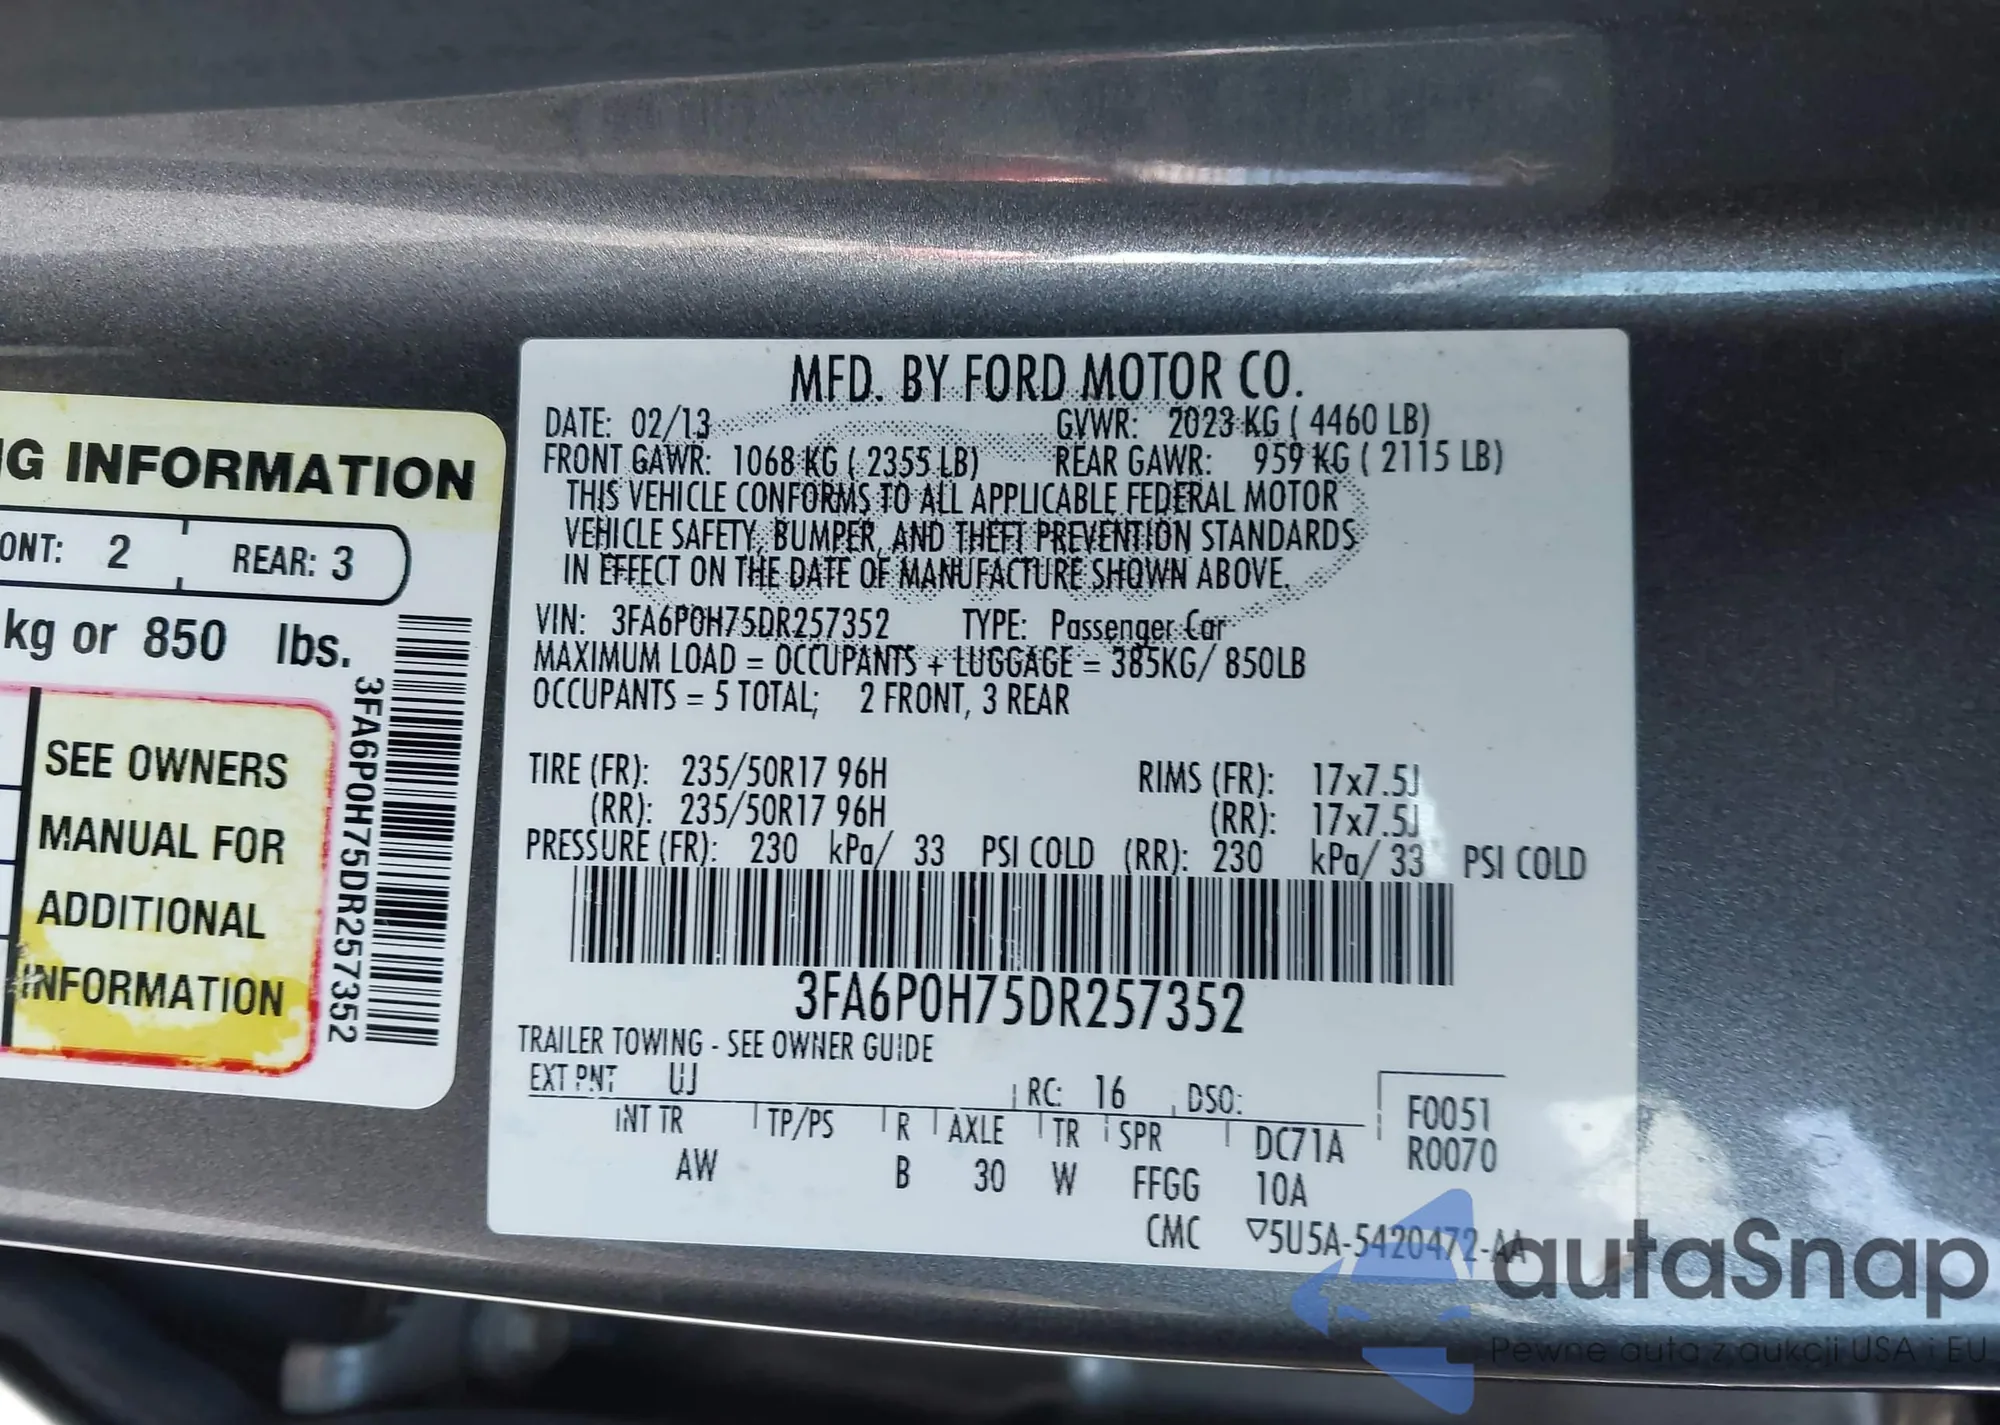 G INFORMATION
ONT: 2 REAR: 3
kg or 850 lbs.
SEE OWNERS
MANUAL FOR
ADDITIONAL
INFORMATION
3FA6P0H75DR257352
MFD. BY FORD MOTOR CO.
DATE: 02/13 GVWR: 2023 KG ( 4460 LB)
FRONT GAWR: 1068 KG ( 2355 LB) REAR GAWR: 959 KG ( 2115 LB)
THIS VEHICLE CONFORMS TO ALL APPLICABLE FEDERAL MOTOR
VEHICLE SAFETY, BUMPER, AND THEFT PREVENTION STANDARDS
IN EFFECT ON THE DATE OF MANUFACTURE SHOWN ABOVE.
VIN: 3FA6P0H75DR257352 TYPE: Passenger Car
MAXIMUM LOAD = OCCUPANTS + LUGGAGE = 385KG/ 850LB
OCCUPANTS = 5 TOTAL; 2 FRONT, 3 REAR
TIRE (FR): 235/50R17 96H RIMS (FR): 17x7.5J
(RR): 235/50R17 96H (RR): 17x7.5J
PRESSURE (FR): 230 kPa/ 33 PSI COLD (RR): 230 kPa/ 33 PSI COLD
3FA6P0H75DR257352
TRAILER TOWING - SEE OWNER GUIDE
EXT PNT UJ RC: 16 DSO: F0051
INT TR TP/PS R AXLE TR SPR DC71A R0070
AW B 30 W FFGG 10A
CMC ▽5U5A-5420472-AA
autaSnap
Pewne auta z aukcji USA i EU